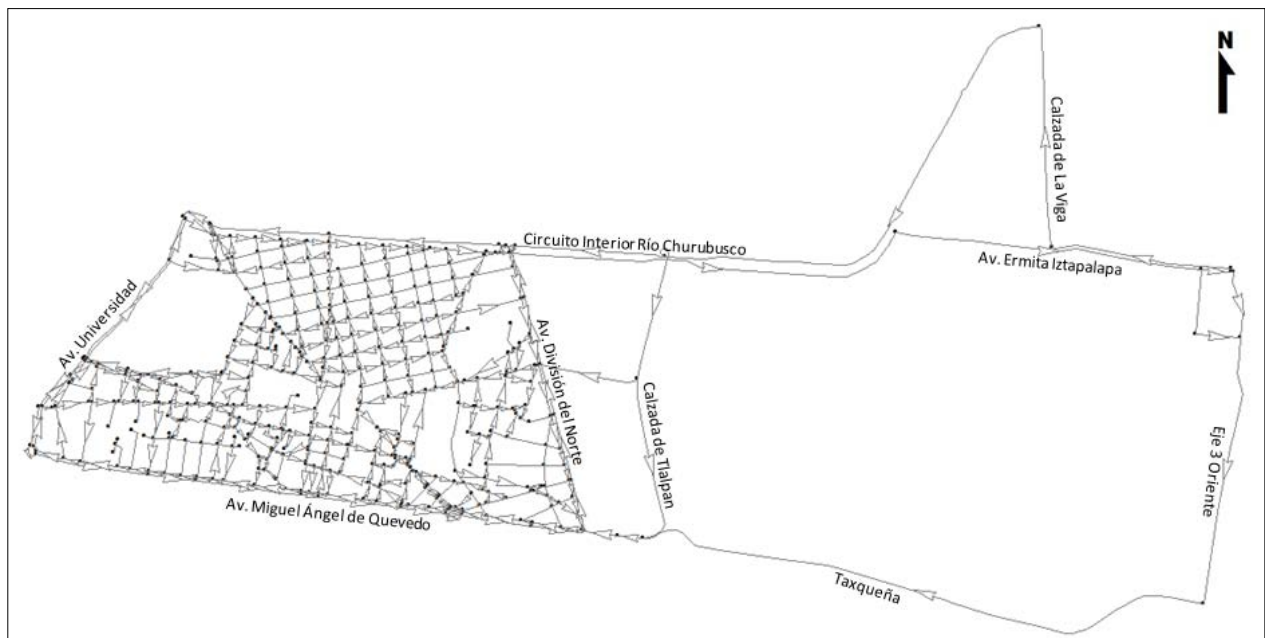 N
Calzada de La Viga
Circuito Interior Río Churubusco
Av. Ermita Iztapalapa
Av. Universidad
Av. División del Norte
Calzada de Tlalpan
Eje 3 Oriente
Av. Miguel Ángel de Quevedo
Taxqueña